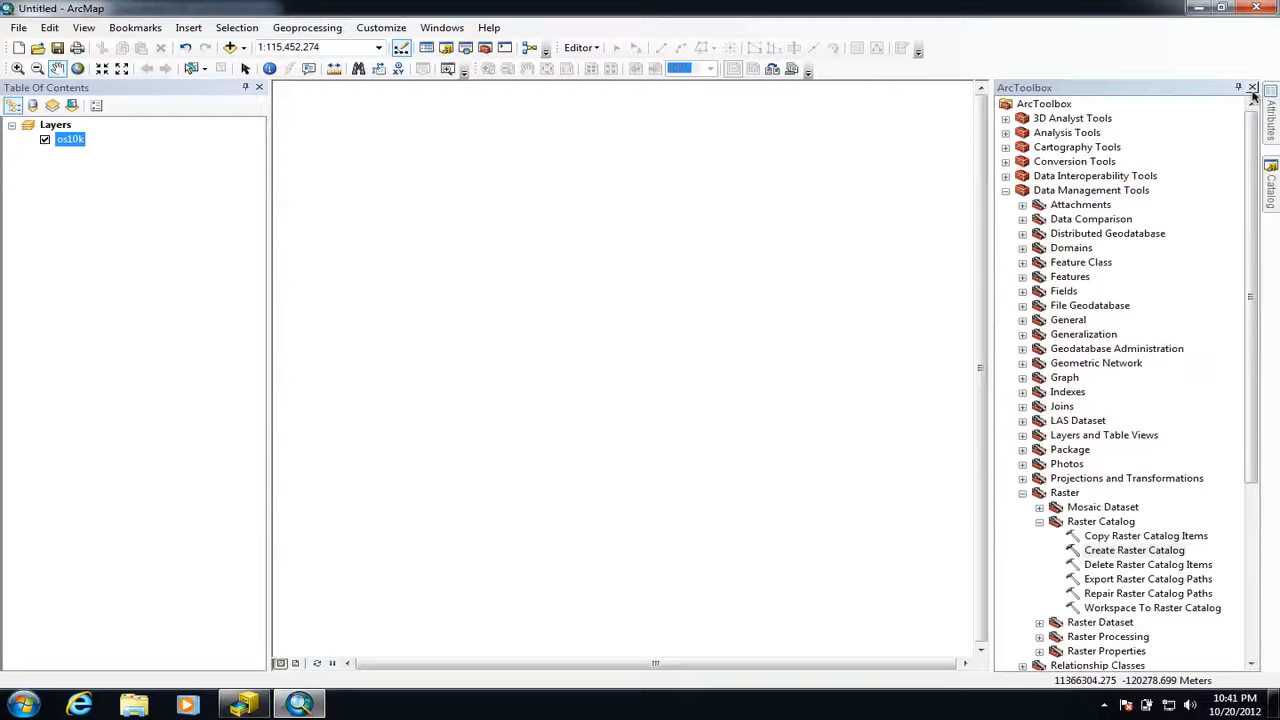 Untitled - ArcMap
File Edit View Bookmarks Insert Selection Geoprocessing Customize Windows Help
1:115,452,274 Editor
Table Of Contents
Layers
os10k
ArcToolbox
ArcToolbox
3D Analyst Tools
Analysis Tools
Cartography Tools
Conversion Tools
Data Interoperability Tools
Data Management Tools
Attachments
Data Comparison
Distributed Geodatabase
Domains
Feature Class
Features
Fields
File Geodatabase
General
Generalization
Geodatabase Administration
Geometric Network
Graph
Indexes
Joins
LAS Dataset
Layers and Table Views
Package
Photos
Projections and Transformations
Raster
Mosaic Dataset
Raster Catalog
Copy Raster Catalog Items
Create Raster Catalog
Delete Raster Catalog Items
Export Raster Catalog Paths
Repair Raster Catalog Paths
Workspace To Raster Catalog
Raster Dataset
Raster Processing
Raster Properties
Relationship Classes
Attributes
Catalog
11366304.275 -120278.699 Meters
10:41 PM
10/20/2012